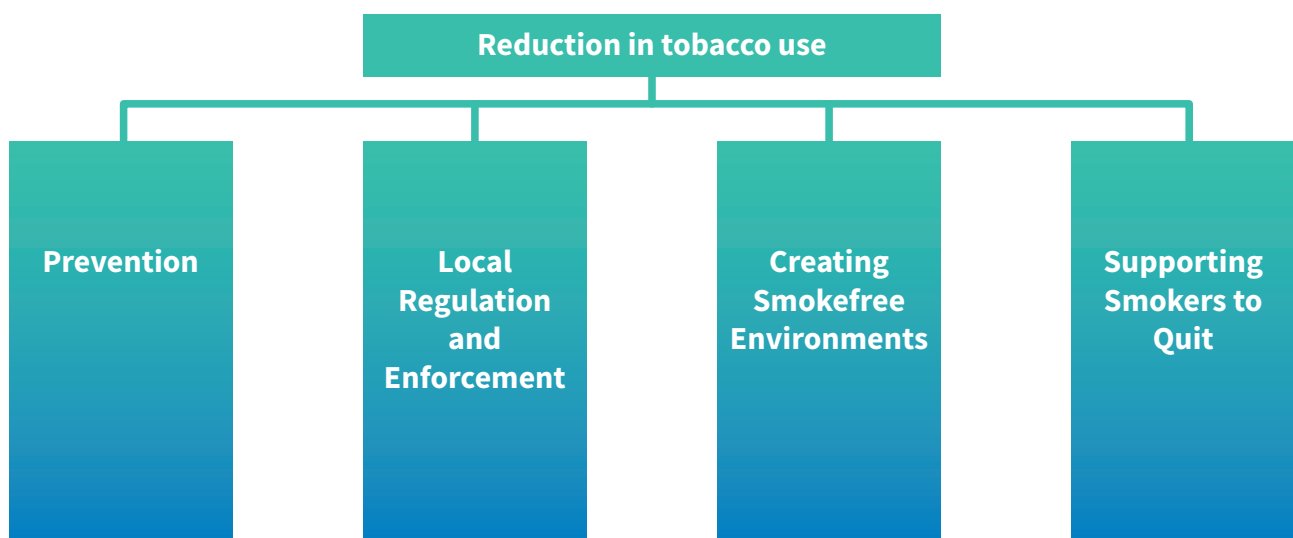 Reduction in tobacco use
Prevention
Local
Regulation
and
Enforcement
Creating
Smokefree
Environments
Supporting
Smokers to
Quit